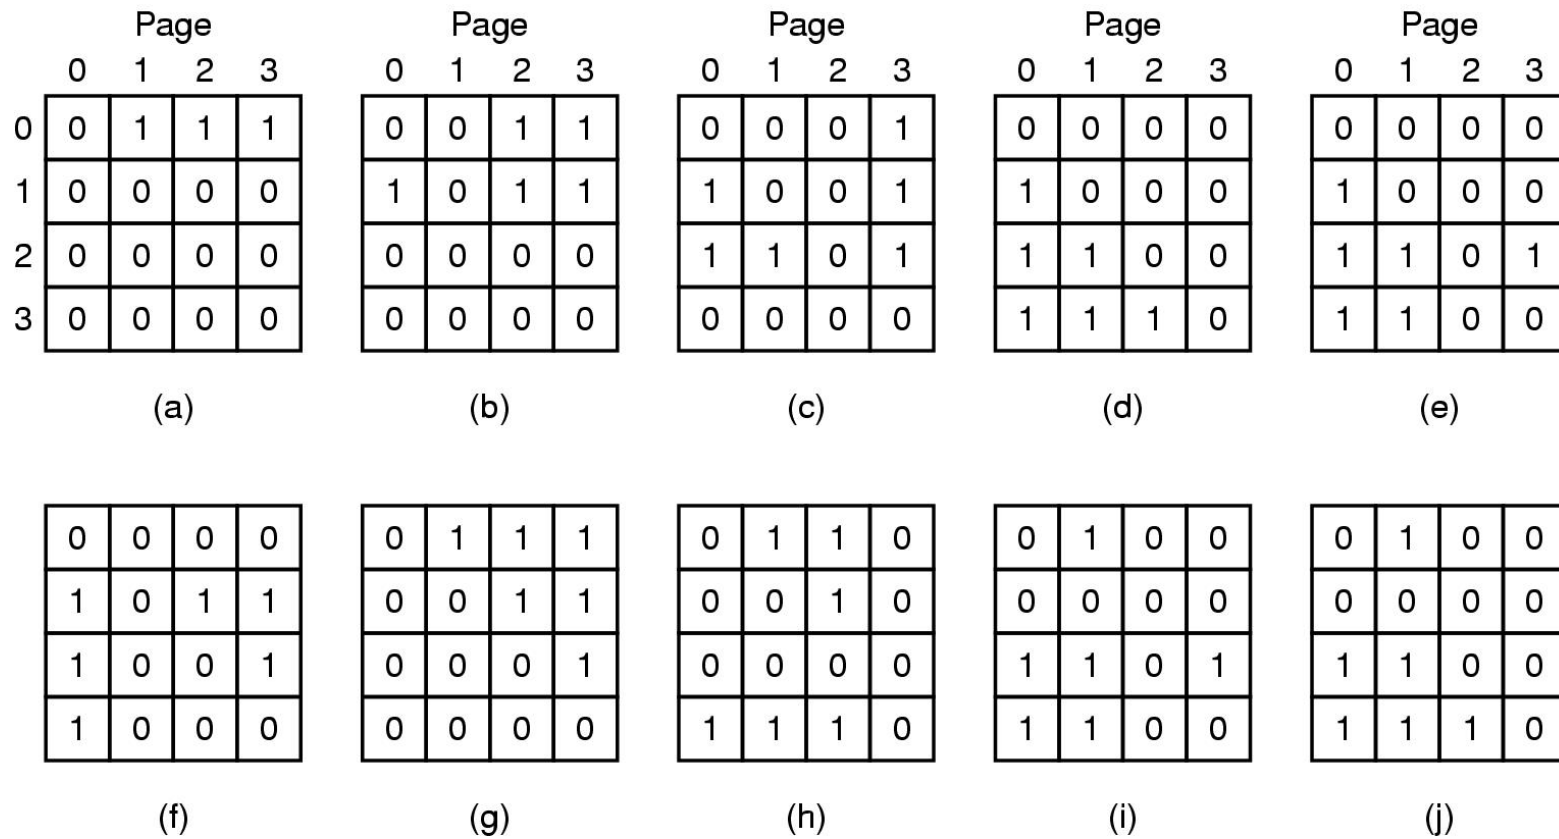 Page Page Page Page Page
0 1 2 3 0 1 2 3 0 1 2 3 0 1 2 3 0 1 2 3
0 0 1 1 1 0 0 1 1 0 0 0 1 0 0 0 0 0 0 0 0
1 0 0 0 0 1 0 1 1 1 0 0 1 1 0 0 0 1 0 0 0
2 0 0 0 0 0 0 0 0 1 1 0 1 1 1 0 0 1 1 0 1
3 0 0 0 0 0 0 0 0 0 0 0 0 1 1 1 0 1 1 0 0
(a) (b) (c) (d) (e)
0 0 0 0 0 1 1 1 0 1 1 0 0 1 0 0 0 1 0 0
1 0 1 1 0 0 1 1 0 0 1 0 0 0 0 0 0 0 0 0
1 0 0 1 0 0 0 1 0 0 0 0 1 1 0 1 1 1 0 0
1 0 0 0 0 0 0 0 1 1 1 0 1 1 0 0 1 1 1 0
(f) (g) (h) (i) (j)